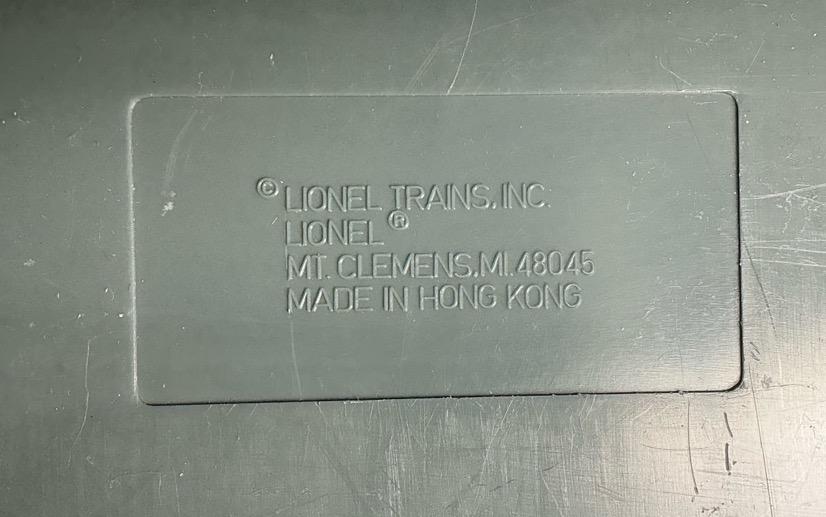 © LIONEL TRAINS, INC.
LIONEL®
MT. CLEMENS, MI. 48045
MADE IN HONG KONG